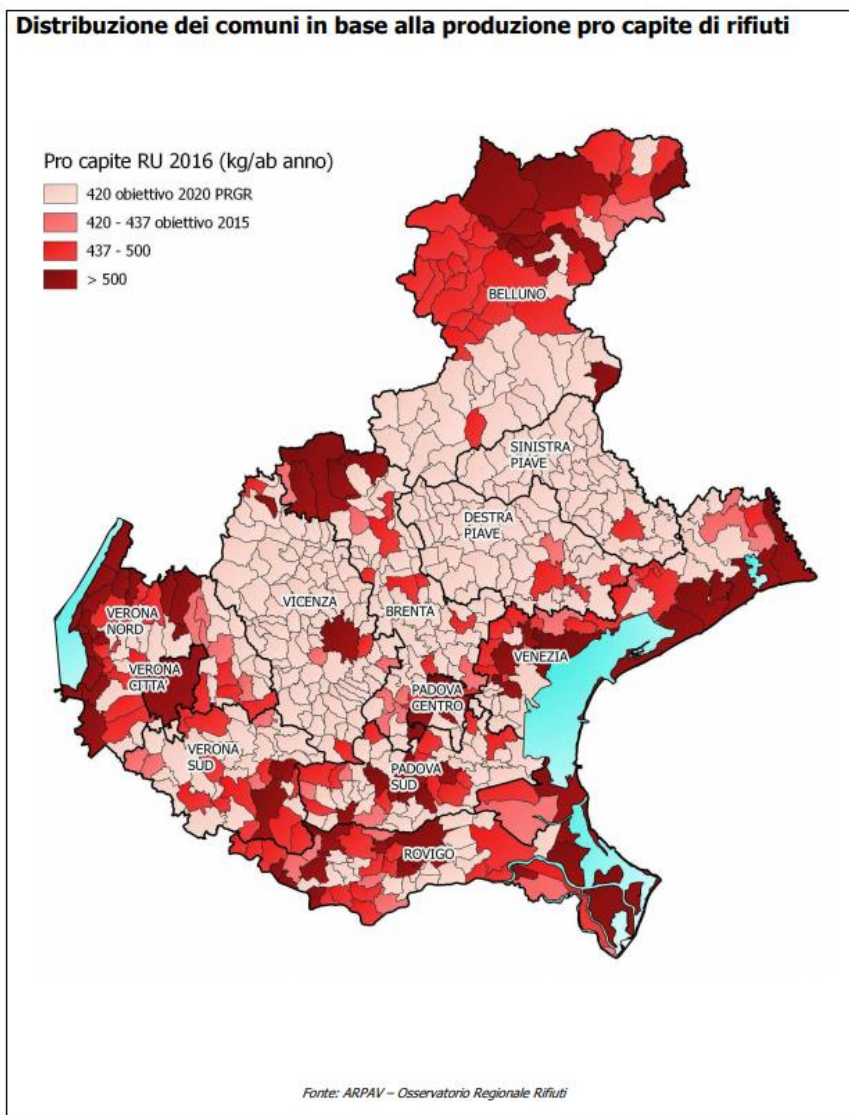 Distribuzione dei comuni in base alla produzione pro capite di rifiuti
Pro capite RU 2016 (kg/ab anno)
420 obiettivo 2020 PRGR
420 - 437 obiettivo 2015
437 - 500
> 500
BELLUNO
SINISTRA
PIAVE
DESTRA
PIAVE
VICENZA
BRENTA
VERONA
NORD
VENEZIA
VERONA
CITTA'
PADOVA
CENTRO
VERONA
SUD
PADOVA
SUD
ROVIGO
Fonte: ARPAV – Osservatorio Regionale Rifiuti